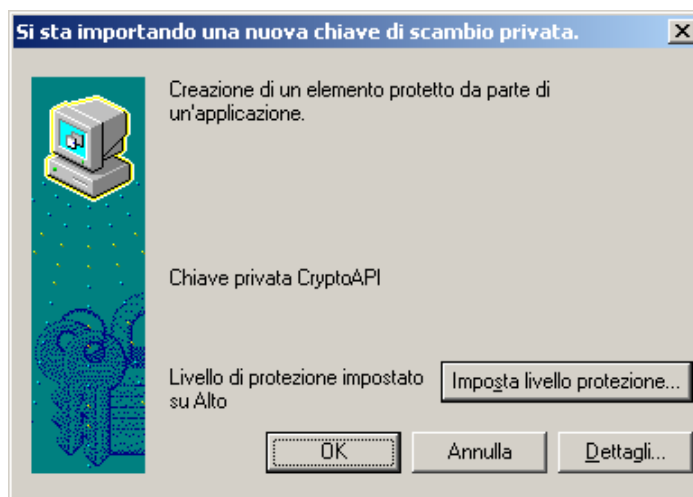 Si sta importando una nuova chiave di scambio privata.
Creazione di un elemento protetto da parte di
un'applicazione.
Chiave privata CryptoAPI
Livello di protezione impostato
su Alto
Imposta livello protezione...
OK
Annulla
Dettagli...